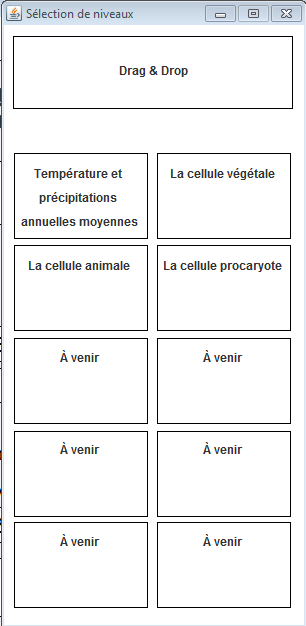 Sélection de niveaux
Drag & Drop
Température et
précipitations
annuelles moyennes
La cellule végétale
La cellule animale
La cellule procaryote
À venir
À venir
À venir
À venir
À venir
À venir